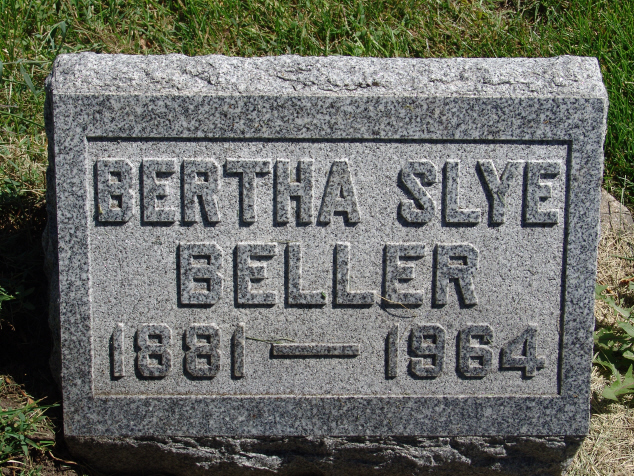 BERTHA SLYE
BELLER
1881 — 1964